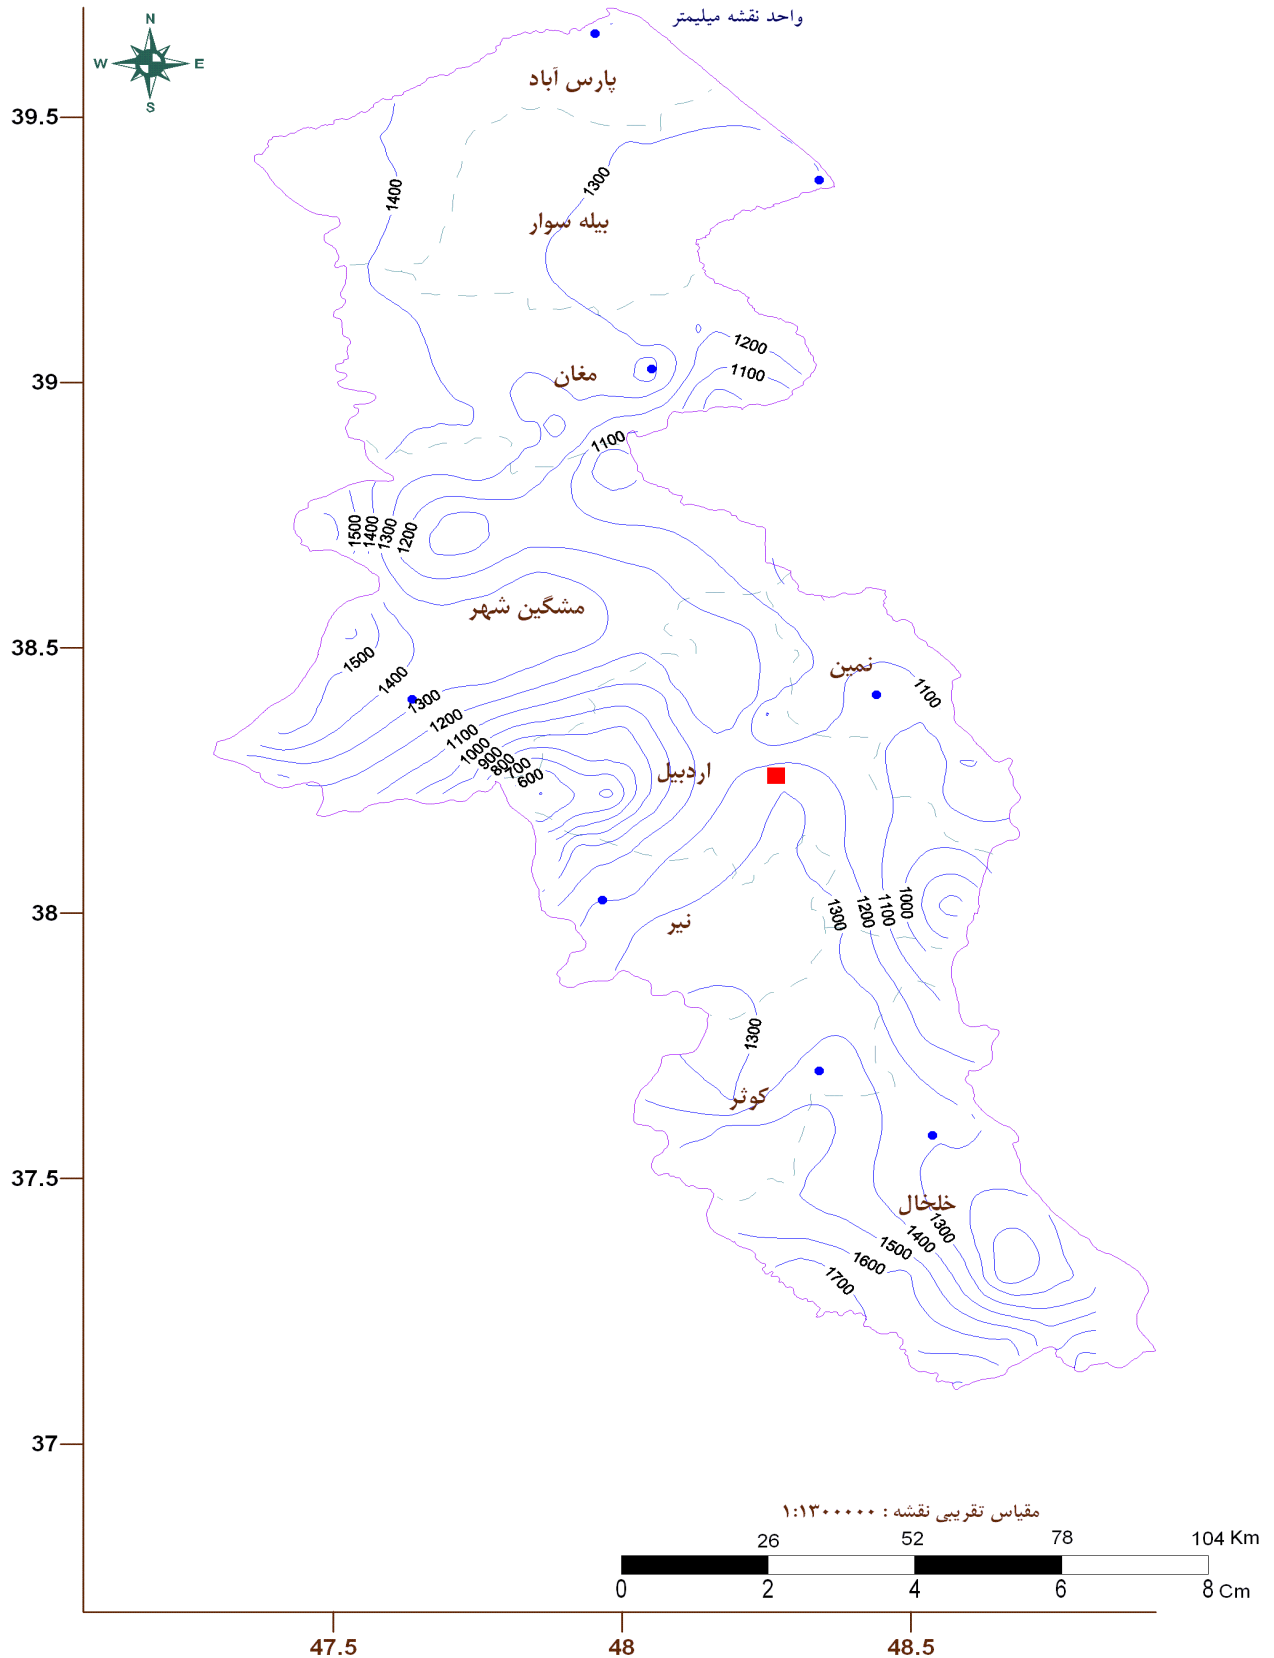 واحد نقشه میلیمتر
N
W E
S
پارس آباد
39.5
1400
1300
بیله سوار
1200
1100
مغان
39
1100
1500
1400
1300
1200
مشگین شهر
38.5
1500
1400
1300
1200
1100
1000
900
800
700
600
نمین
1100
اردبیل
38
نیر
1300
1200
1100
1000
1300
کوثر
37.5
خلخال
1300
1400
1500
1600
1700
37
مقیاس تقریبی نقشه : ۱:۱۳۰۰۰۰۰
26 52 78 104 Km
0 2 4 6 8 Cm
47.5 48 48.5